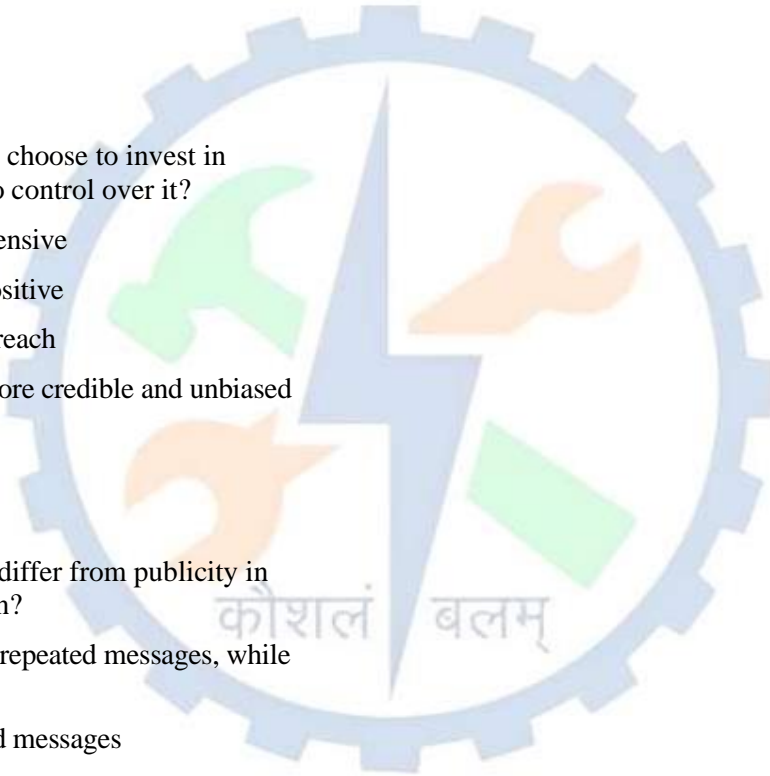 choose to invest in
o control over it?
ensive
ositive
reach
ore credible and unbiased
differ from publicity in
n?
repeated messages, while
कौशलं बलम्
d messages